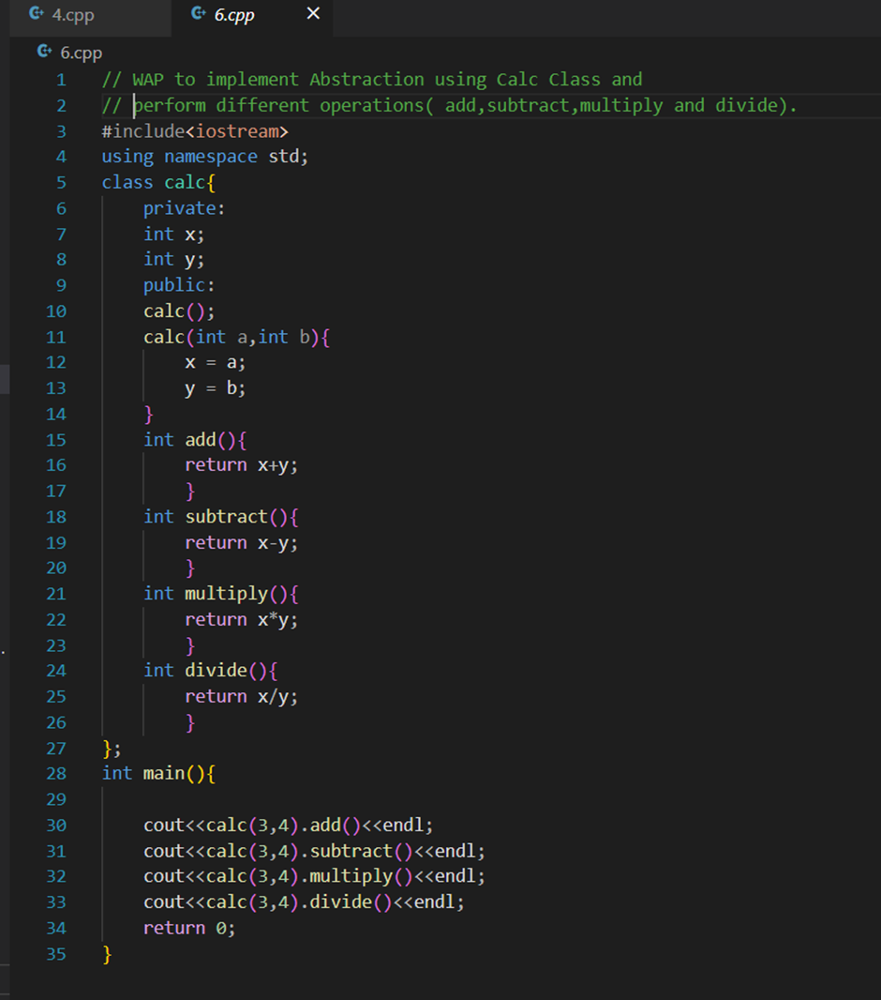 4.cpp
6.cpp
6.cpp
1 // WAP to implement Abstraction using Calc Class and
2 // perform different operations( add,subtract,multiply and divide).
3 #include<iostream>
4 using namespace std;
5 class calc{
6 private:
7 int x;
8 int y;
9 public:
10 calc();
11 calc(int a,int b){
12 x = a;
13 y = b;
14 }
15 int add(){
16 return x+y;
17 }
18 int subtract(){
19 return x-y;
20 }
21 int multiply(){
22 return x*y;
23 }
24 int divide(){
25 return x/y;
26 }
27 };
28 int main(){
29
30 cout<<calc(3,4).add()<<endl;
31 cout<<calc(3,4).subtract()<<endl;
32 cout<<calc(3,4).multiply()<<endl;
33 cout<<calc(3,4).divide()<<endl;
34 return 0;
35 }